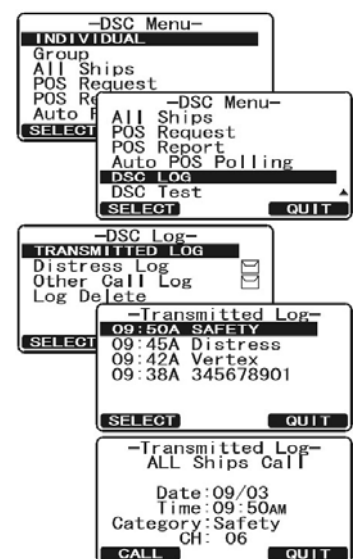 -DSC Menu-
INDIVIDUAL
Group
All Ships
POS Request
POS
Auto
SELECT
-DSC Menu-
All Ships
POS Request
POS Report
Auto POS Polling
DSC LOG
DSC Test
SELECT QUIT
-DSC Log-
TRANSMITTED LOG
Distress Log
Other Call Log
Log Delete
SELECT
-Transmitted Log-
09:50A SAFETY
09:45A Distress
09:42A Vertex
09:38A 345678901
SELECT QUIT
-Transmitted Log-
ALL Ships Call
Date:09/03
Time:09:50AM
Category:Safety
CH: 06
CALL QUIT